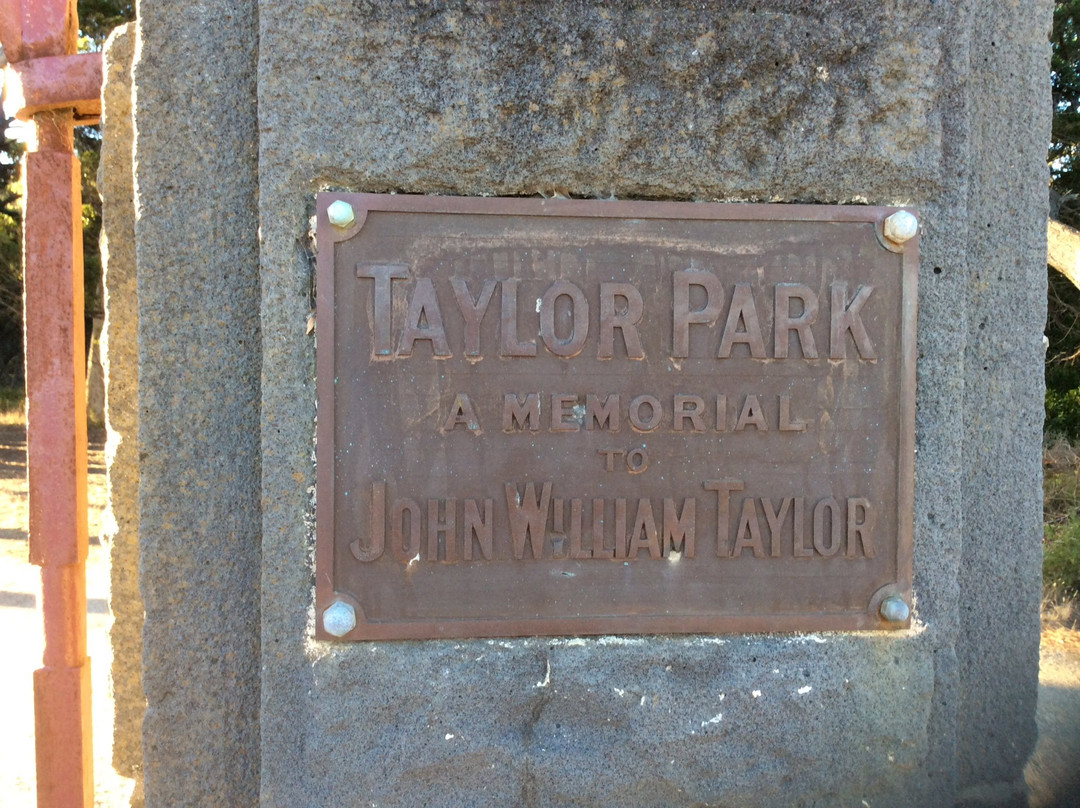 TAYLOR PARK
A MEMORIAL
TO
JOHN WILLIAM TAYLOR